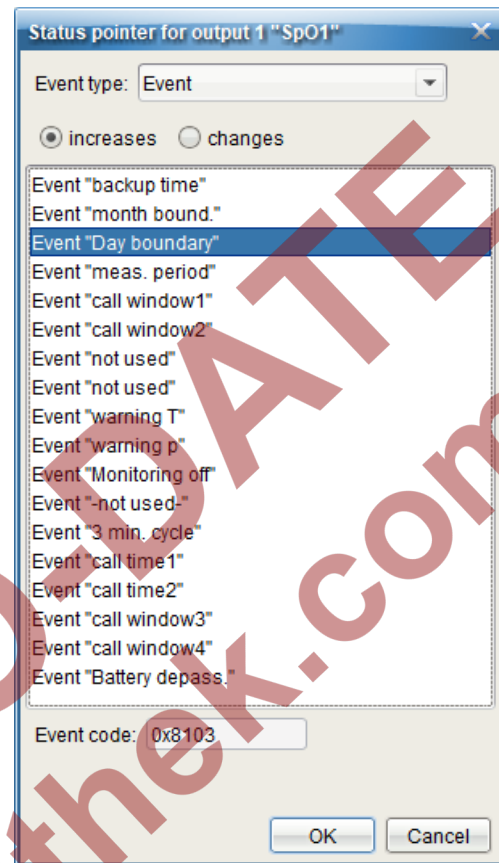 Status pointer for output 1 "SpO1"
Event type: Event
increases changes
Event "backup time"
Event "month bound."
Event "Day boundary"
Event "meas. period"
Event "call window1"
Event "call window2"
Event "not used"
Event "not used"
Event "warning T"
Event "warning p"
Event "Monitoring off"
Event "-not used-"
Event "3 min. cycle"
Event "call time1"
Event "call time2"
Event "call window3"
Event "call window4"
Event "Battery depass."
Event code: 0x8103
OK Cancel
O-DATE
thek.com